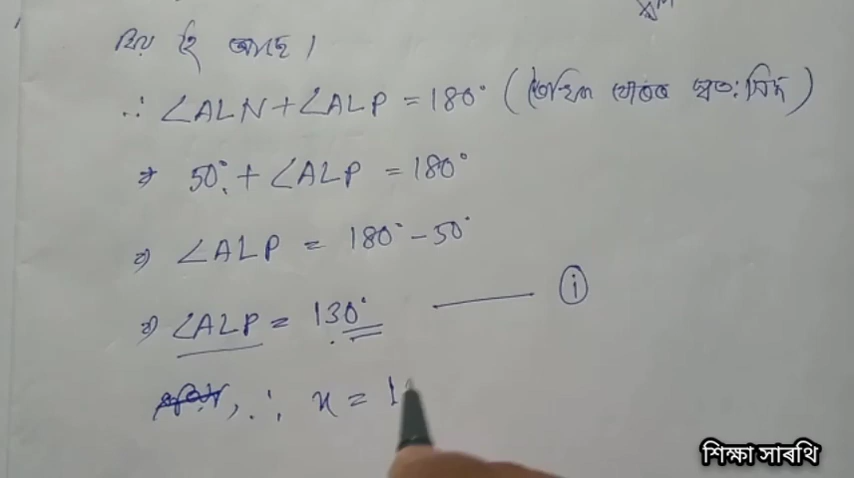 হৈ আছে।
∴ ∠ALN + ∠ALP = 180° (ৰৈখিক যোৰৰ স্বতঃসিদ্ধ)
⇒ 50° + ∠ALP = 180°
⇒ ∠ALP = 180° - 50°
⇒ ∠ALP = 130° —— ⓘ
, ∴ x = 1
শিক্ষা সাৰথি